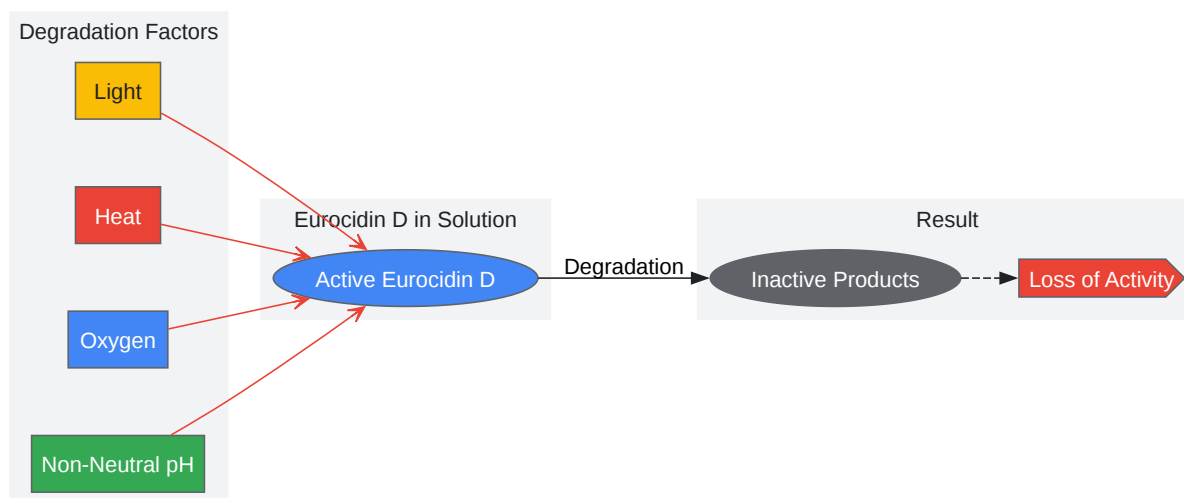 Degradation Factors
Light
Heat
Oxygen
Non-Neutral pH
Eurocidin D in Solution
Active Eurocidin D
Degradation
Result
Inactive Products
Loss of Activity